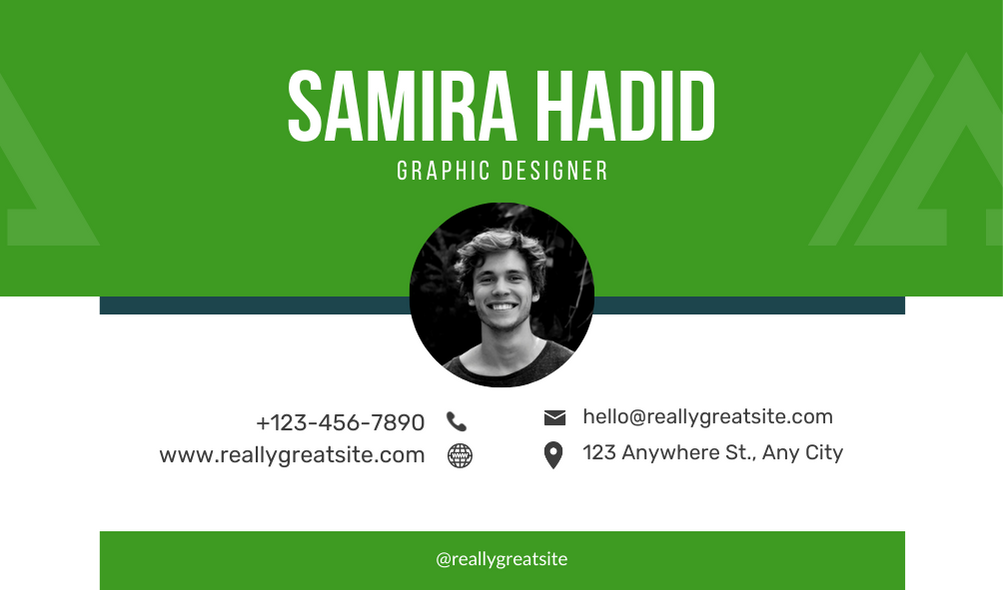 SAMIRA HADID
GRAPHIC DESIGNER
+123-456-7890
www.reallygreatsite.com
hello@reallygreatsite.com
123 Anywhere St., Any City
@reallygreatsite